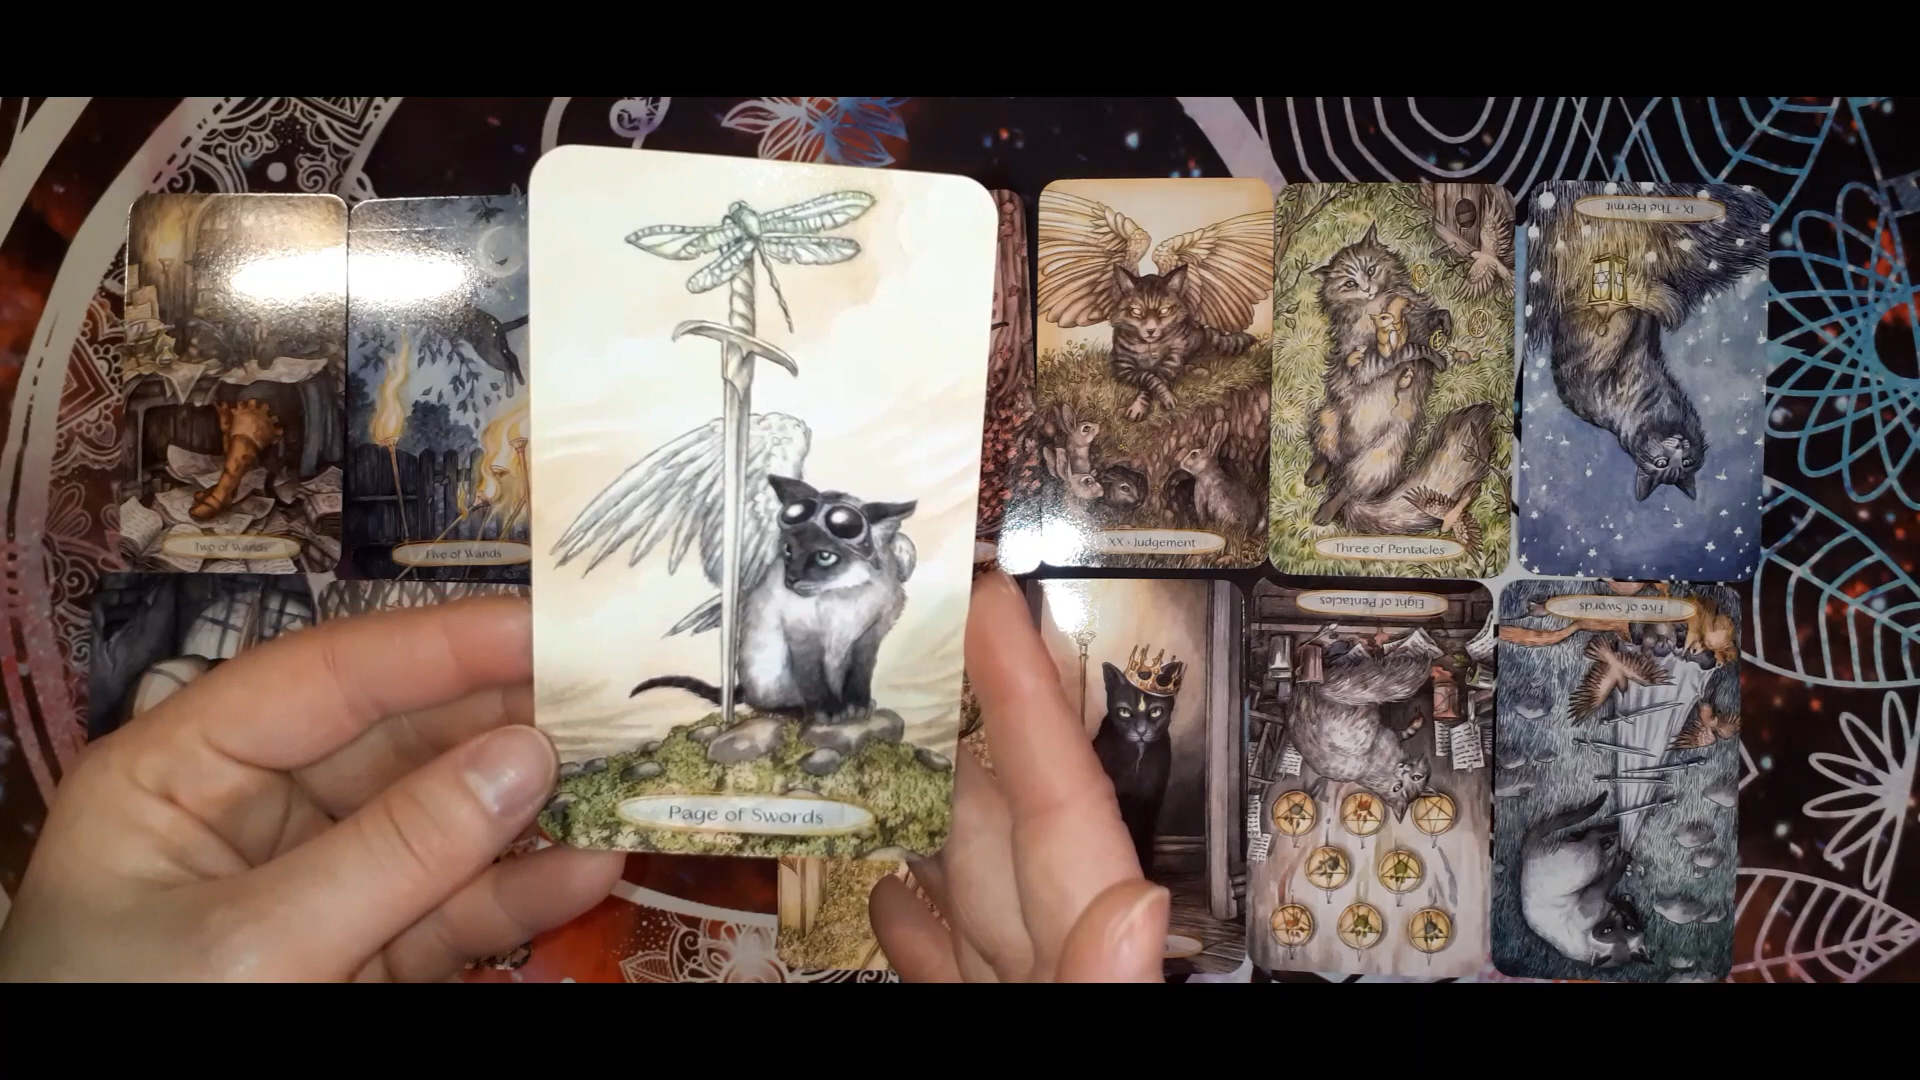 IX • The Hermit
Two of Wands
Five of Wands
XX • Judgement
Three of Pentacles
Eight of Pentacles
Five of Swords
Page of Swords